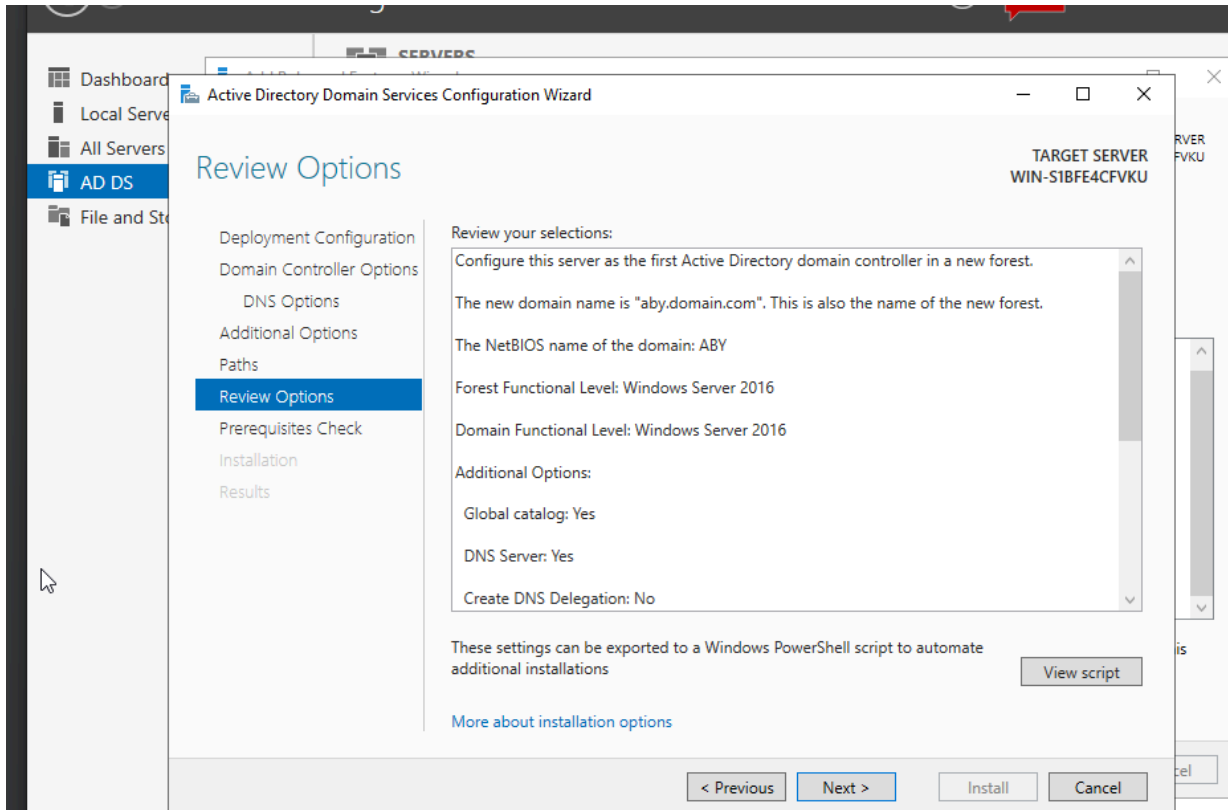 SERVERS
Dashboard
Local Serve
All Servers
AD DS
File and Sto
Active Directory Domain Services Configuration Wizard
Review Options
TARGET SERVER
WIN-S1BFE4CFVKU
RVER
FVKU
Deployment Configuration
Domain Controller Options
DNS Options
Additional Options
Paths
Review Options
Prerequisites Check
Installation
Results
Review your selections:
Configure this server as the first Active Directory domain controller in a new forest.
The new domain name is "aby.domain.com". This is also the name of the new forest.
The NetBIOS name of the domain: ABY
Forest Functional Level: Windows Server 2016
Domain Functional Level: Windows Server 2016
Additional Options:
Global catalog: Yes
DNS Server: Yes
Create DNS Delegation: No
These settings can be exported to a Windows PowerShell script to automate
additional installations
View script
More about installation options
is
< Previous
Next >
Install
Cancel
cel